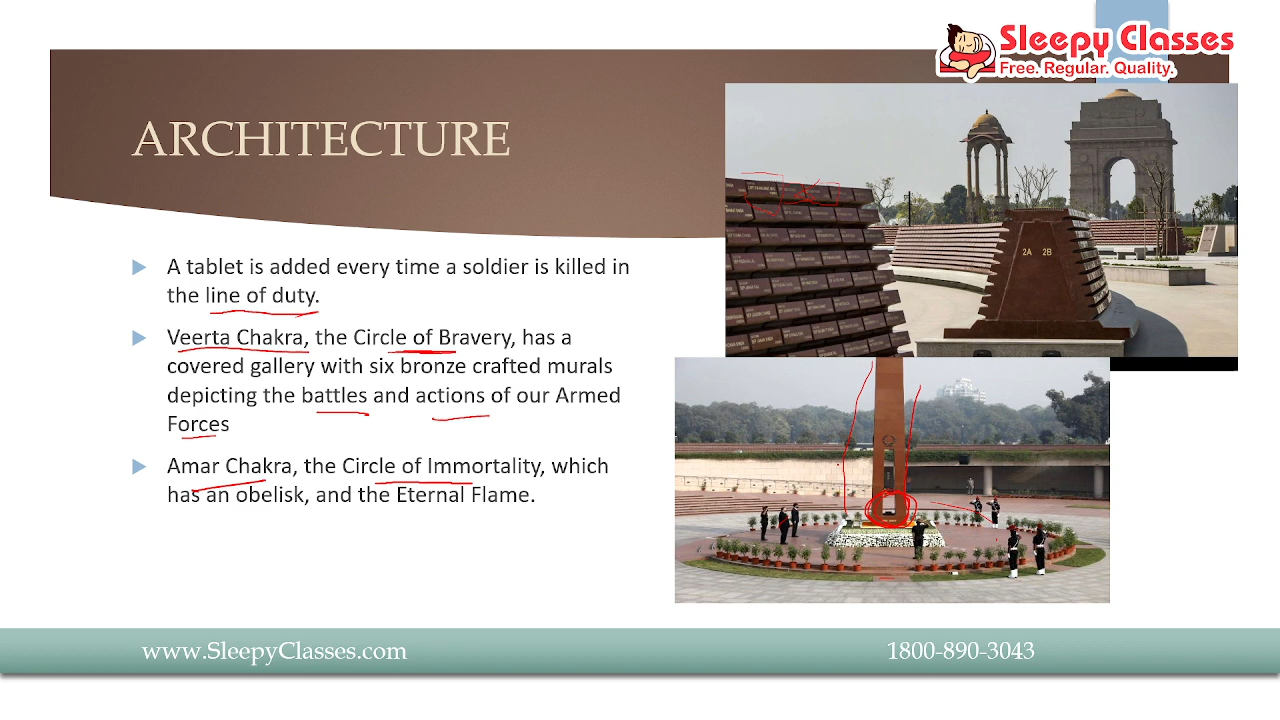 Sleepy Classes
Free. Regular. Quality.
ARCHITECTURE
A tablet is added every time a soldier is killed in
the line of duty.
Veerta Chakra, the Circle of Bravery, has a
covered gallery with six bronze crafted murals
depicting the battles and actions of our Armed
Forces
Amar Chakra, the Circle of Immortality, which
has an obelisk, and the Eternal Flame.
2A 2B
www.SleepyClasses.com
1800-890-3043